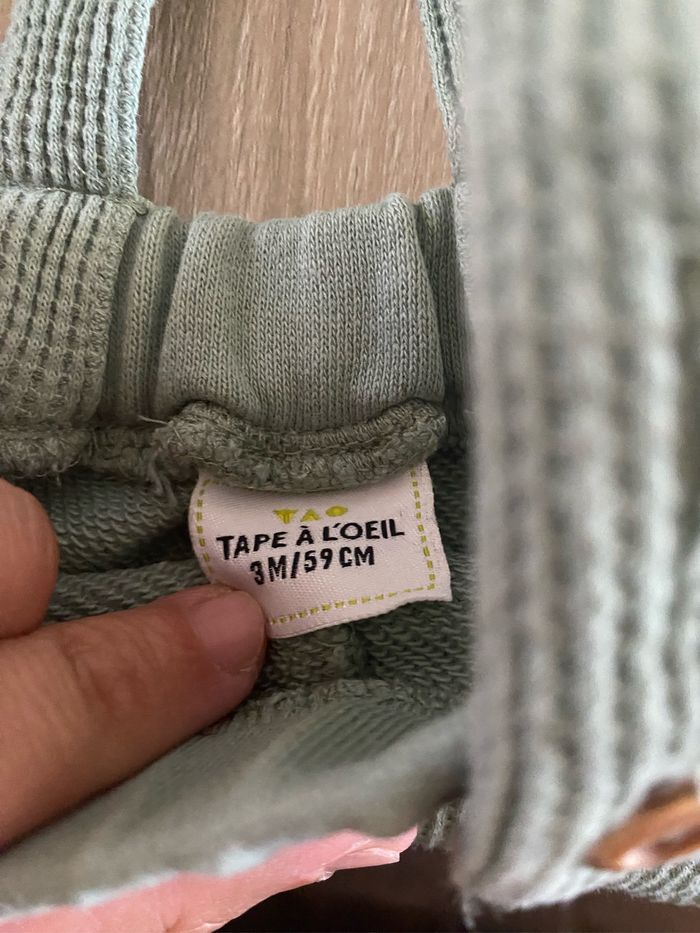 TAO
TAPE À L'OEIL
3M/59CM